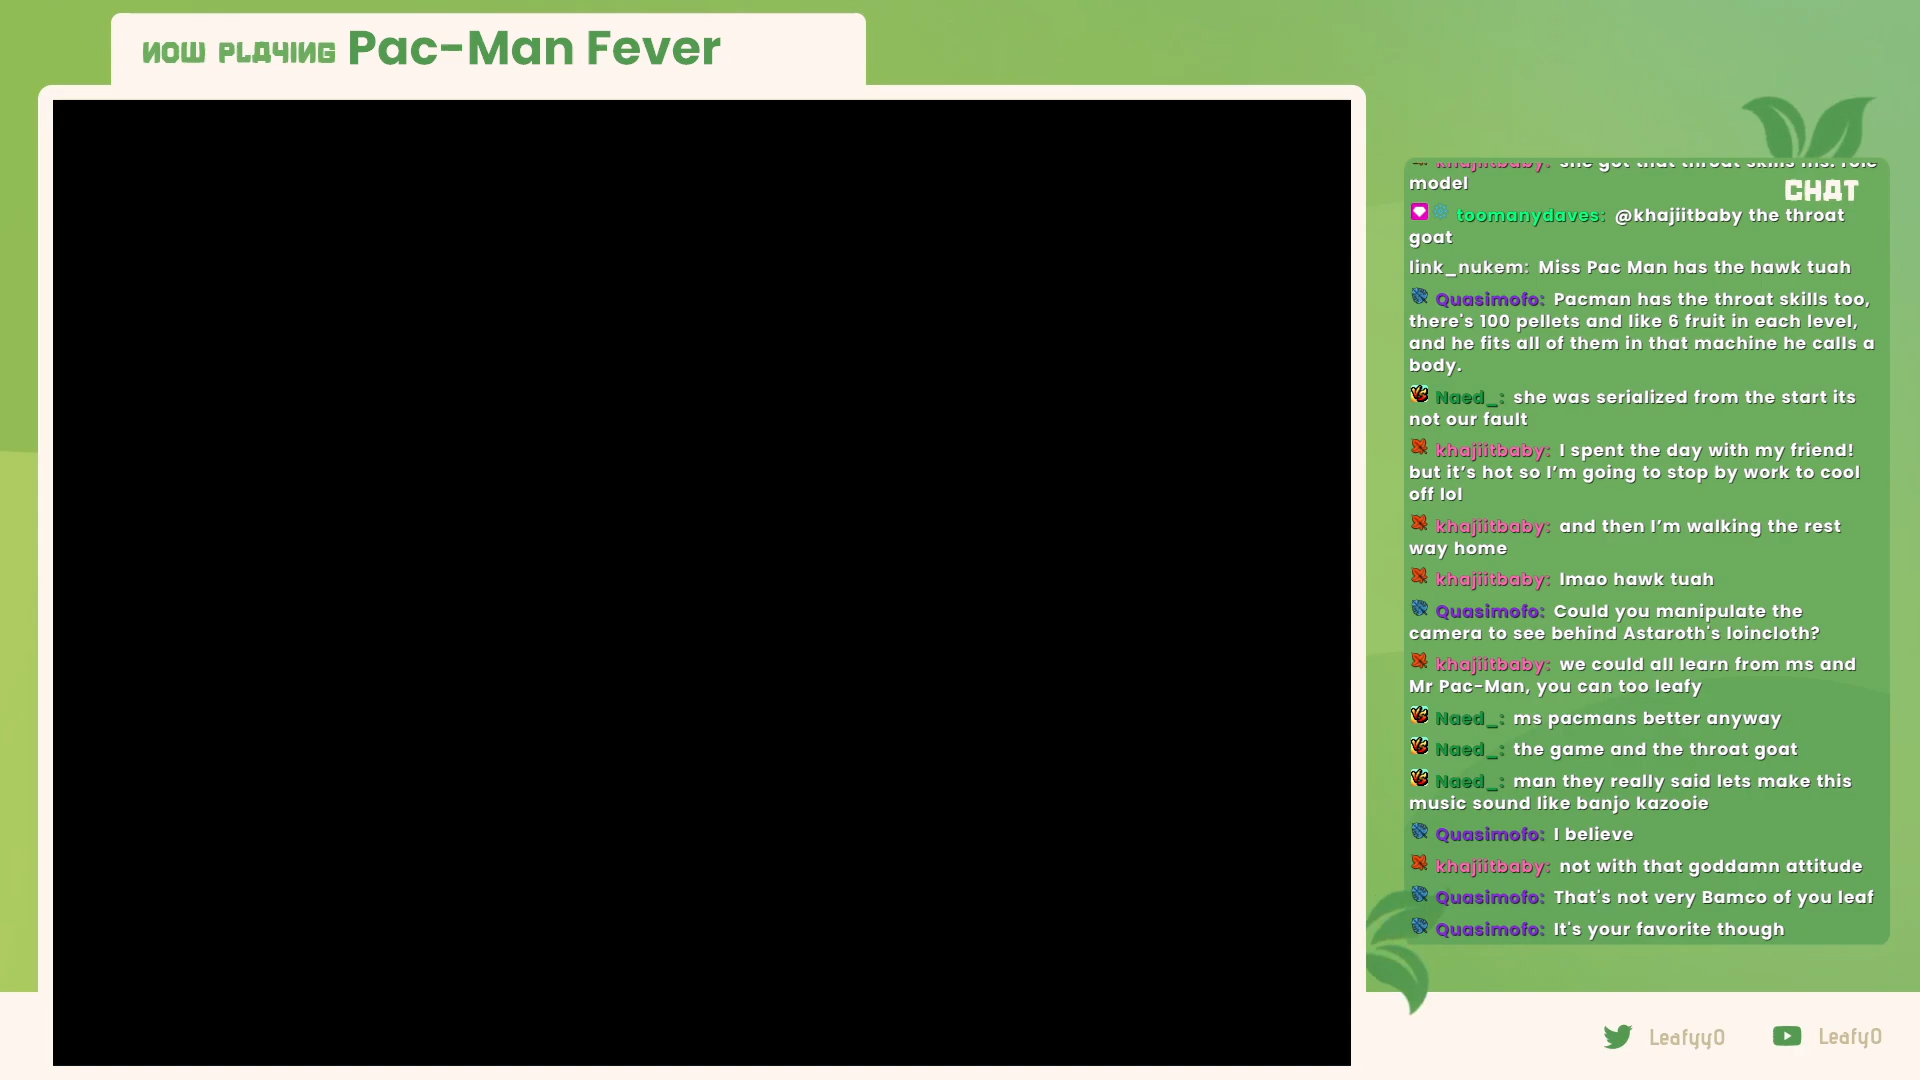 NOW PLAYING Pac-Man Fever
khajiitbaby: she got that throat skills ms. role
model
CHAT
toomanydaves: @khajiitbaby the throat
goat
link_nukem: Miss Pac Man has the hawk tuah
Quasimofo: Pacman has the throat skills too,
there's 100 pellets and like 6 fruit in each level,
and he fits all of them in that machine he calls a
body.
Naed_: she was serialized from the start its
not our fault
khajiitbaby: I spent the day with my friend!
but it’s hot so I’m going to stop by work to cool
off lol
khajiitbaby: and then I’m walking the rest
way home
khajiitbaby: lmao hawk tuah
Quasimofo: Could you manipulate the
camera to see behind Astaroth's loincloth?
khajiitbaby: we could all learn from ms and
Mr Pac-Man, you can too leafy
Naed_: ms pacmans better anyway
Naed_: the game and the throat goat
Naed_: man they really said lets make this
music sound like banjo kazooie
Quasimofo: I believe
khajiitbaby: not with that goddamn attitude
Quasimofo: That's not very Bamco of you leaf
Quasimofo: It's your favorite though
Leafyy0 Leafy0